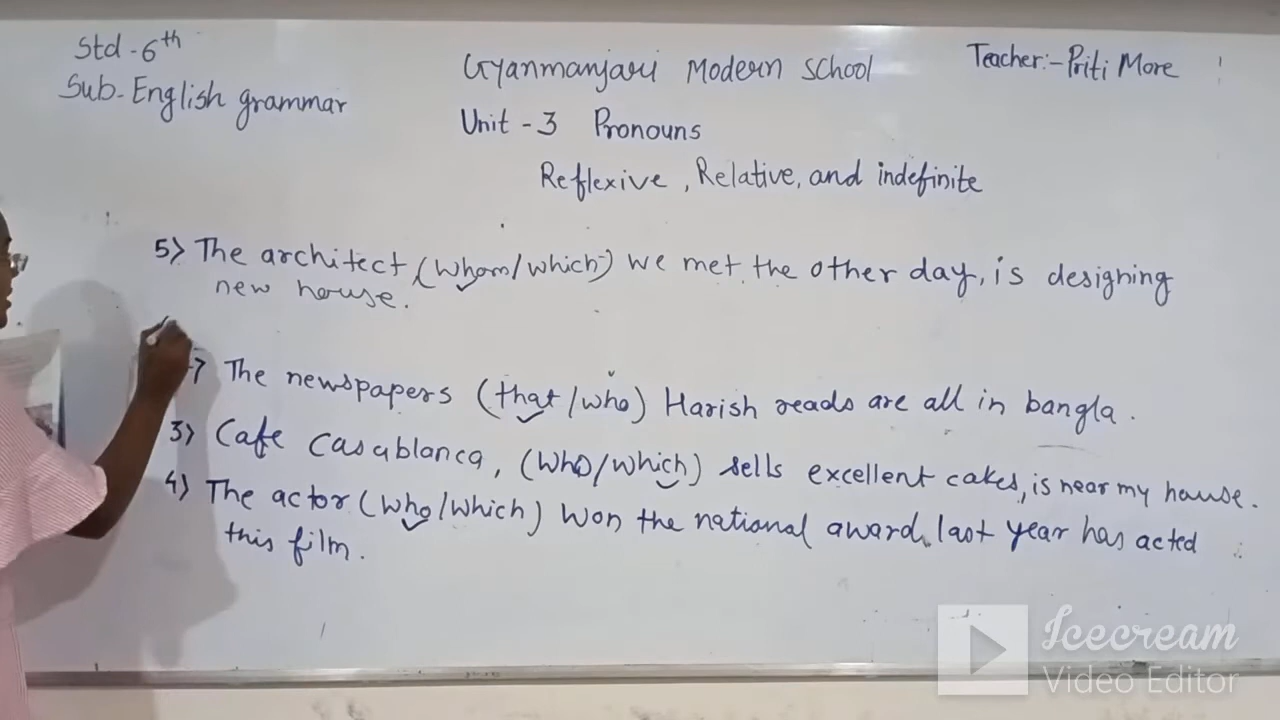 Std - 6th
Sub- English grammar
Gyanmanjari Modern School
Teacher:- Priti More
Unit - 3 Pronouns
Reflexive, Relative, and indefinite
5> The architect (whom/which) we met the other day, is designing
new house.
The newspapers (that/who) Harish reads are all in bangla.
3> Cafe Casablanca, (who/which) sells excellent cakes, is near my house.
4> The actor (who/which) won the national award last year has acted
this film.
Icecream
Video Editor